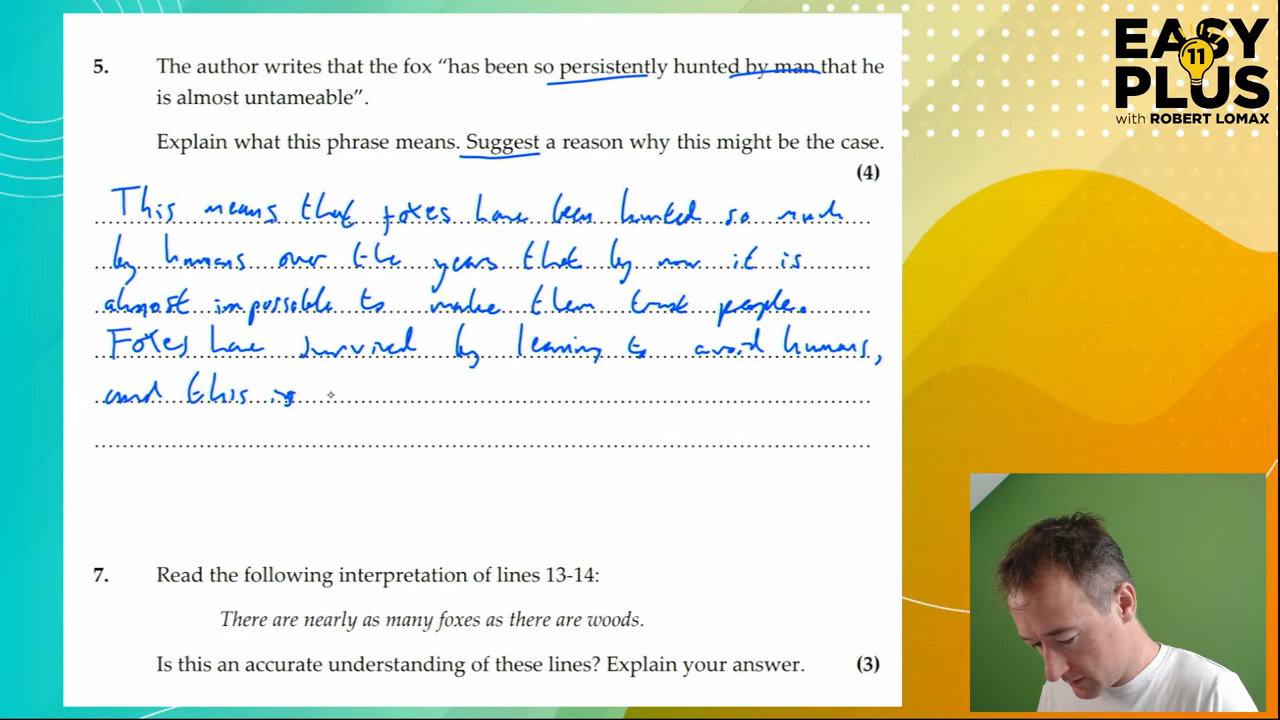 EASY
11
PLUS
with ROBERT LOMAX
5. The author writes that the fox “has been so persistently hunted by man that he
is almost untameable”.
Explain what this phrase means. Suggest a reason why this might be the case.
(4)
This means that foxes have been hunted so much
by humans over the years that by now it is
almost impossible to make them trust people.
Foxes have survived by learning to avoid humans,
and this is
7. Read the following interpretation of lines 13-14:
There are nearly as many foxes as there are woods.
Is this an accurate understanding of these lines? Explain your answer. (3)